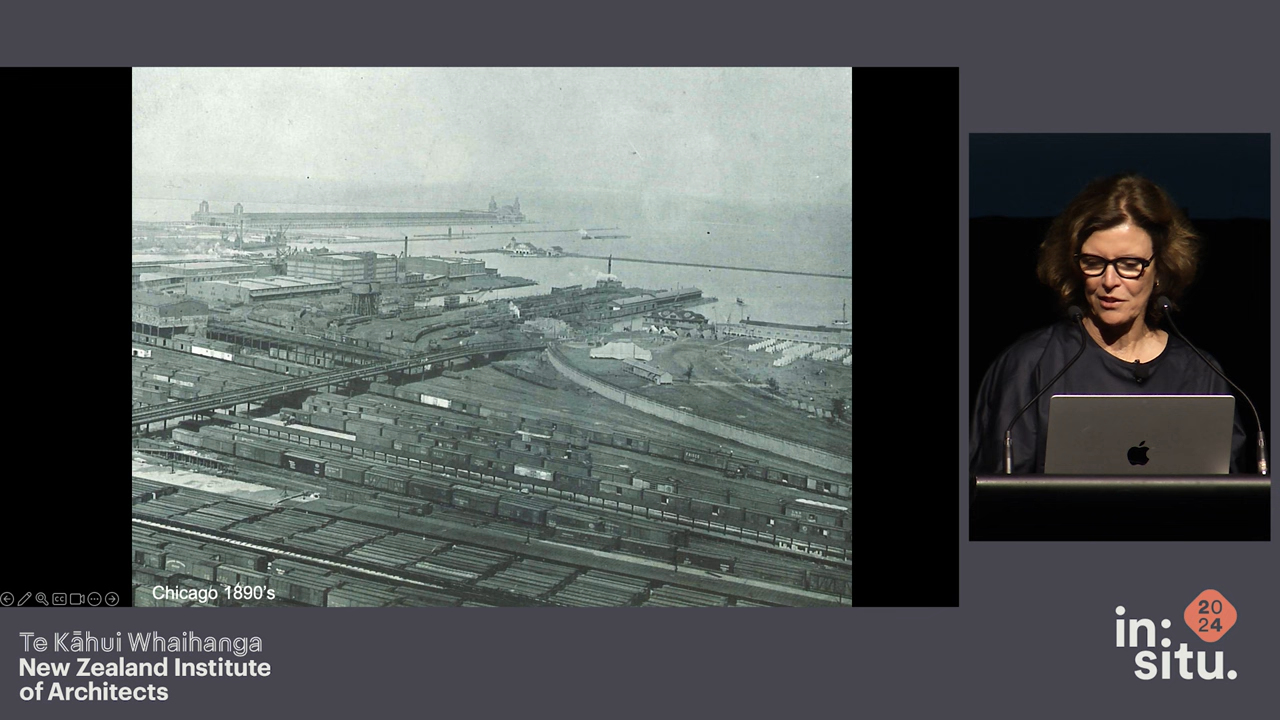 Chicago 1890's
Te Kāhui Whaihanga
New Zealand Institute
of Architects
in:
situ.
20
24